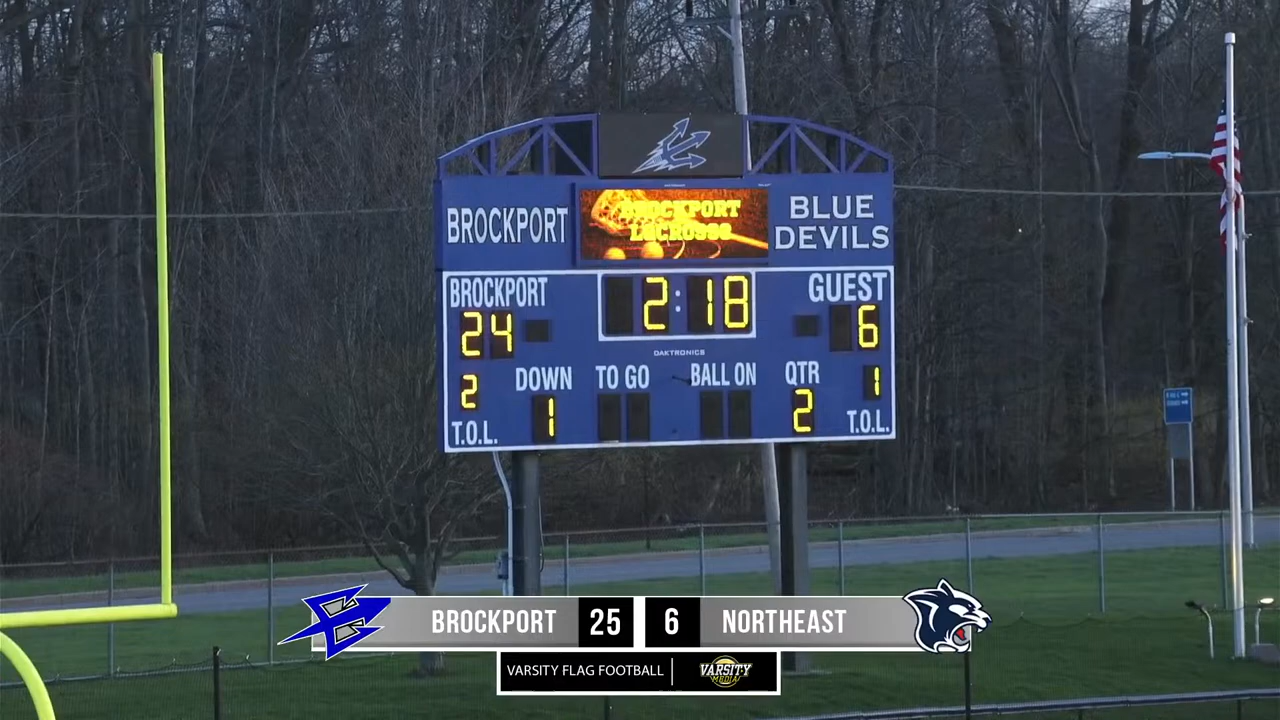 BROCKPORT
BROCKPORT
LACROSSE
BLUE
DEVILS
BROCKPORT
2:18
GUEST
24
6
DAKTRONICS
2
DOWN
TO GO
BALL ON
QTR
1
T.O.L.
1
2
T.O.L.
BROCKPORT 25 6 NORTHEAST
VARSITY FLAG FOOTBALL
VARSITY
MEDIA